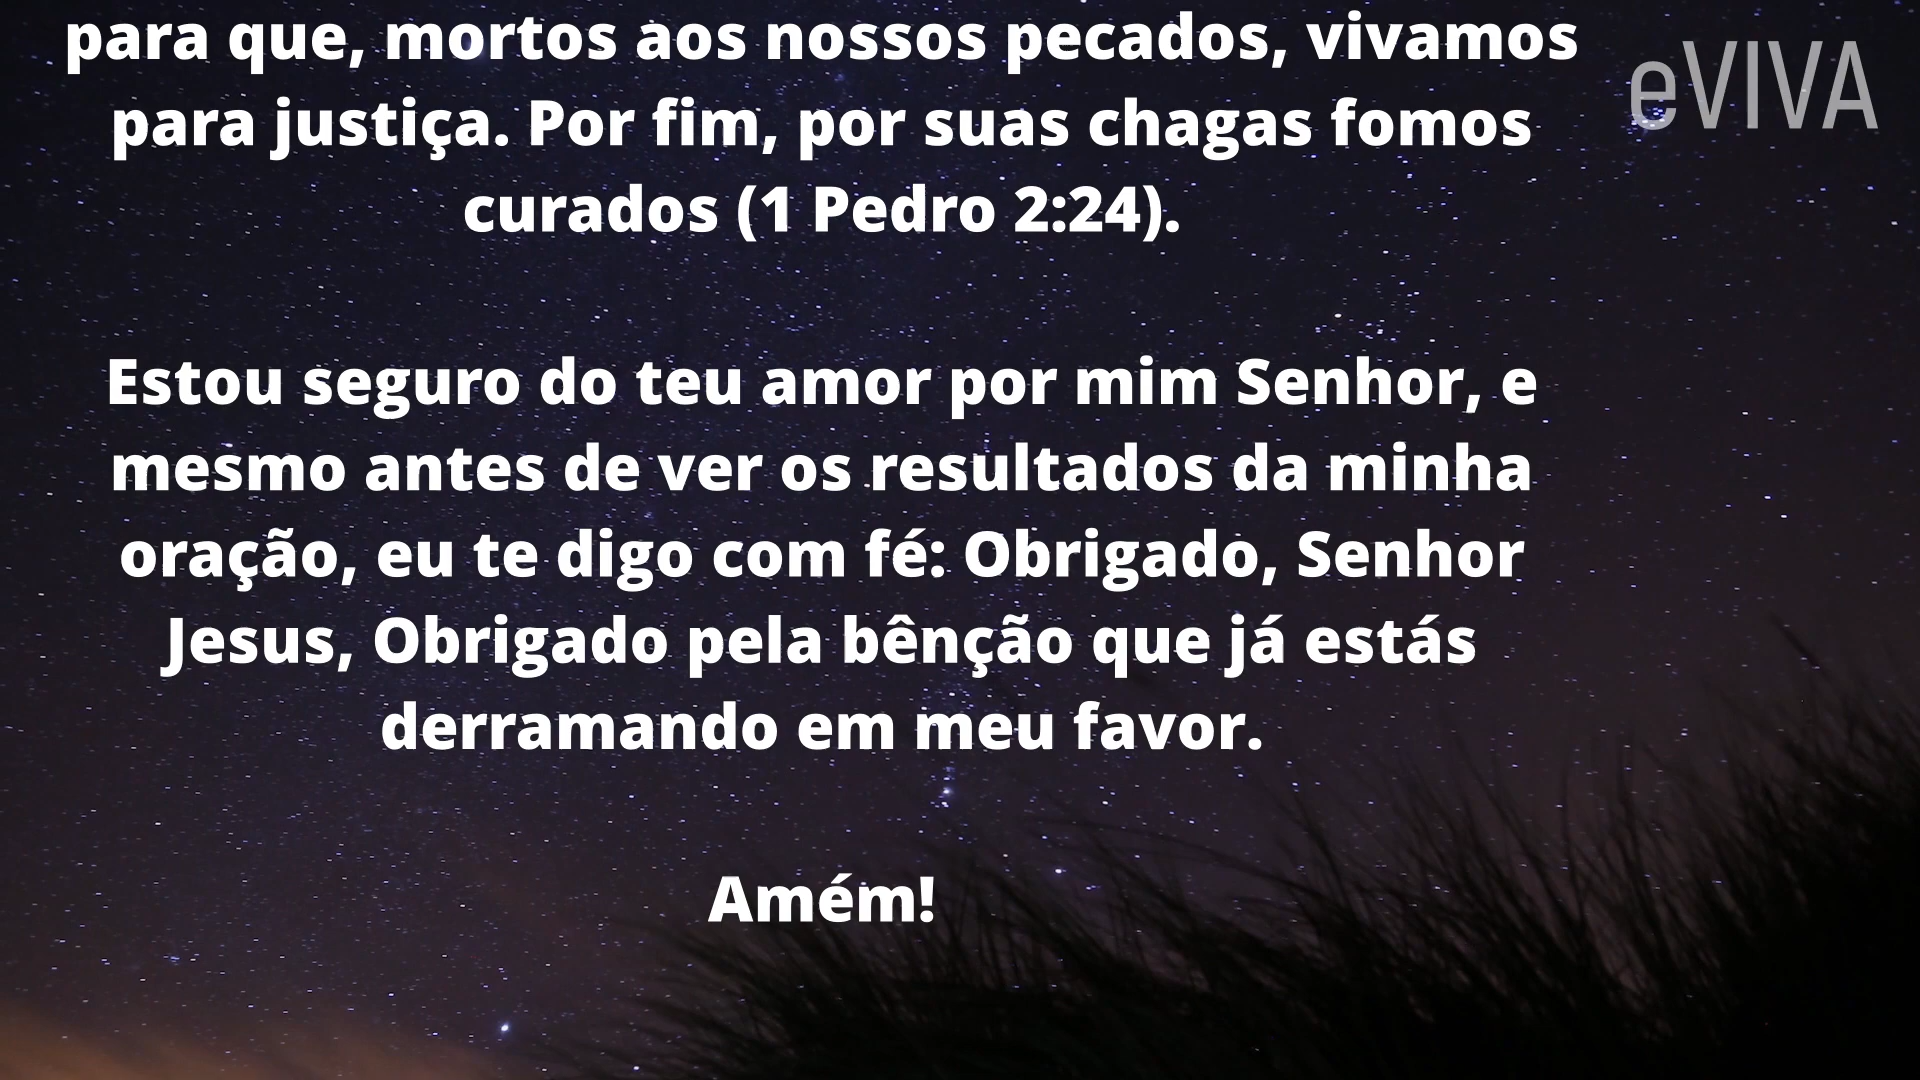 para que, mortos aos nossos pecados, vivamos
para justiça. Por fim, por suas chagas fomos
curados (1 Pedro 2:24).
Estou seguro do teu amor por mim Senhor, e
mesmo antes de ver os resultados da minha
oração, eu te digo com fé: Obrigado, Senhor
Jesus, Obrigado pela bênção que já estás
derramando em meu favor.
Amém!
eVIVA